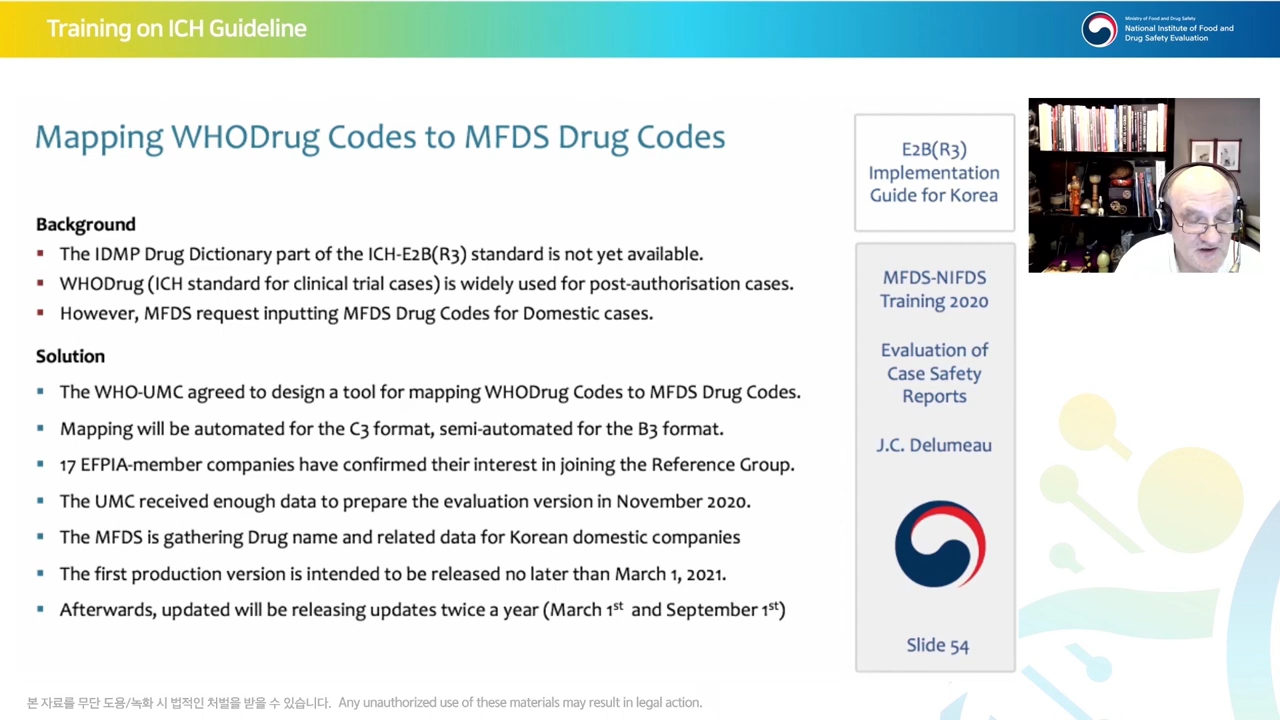 Training on ICH Guideline
Ministry of Food and Drug Safety
National Institute of Food and
Drug Safety Evaluation
Mapping WHODrug Codes to MFDS Drug Codes
Background
▪ The IDMP Drug Dictionary part of the ICH-E2B(R3) standard is not yet available.
▪ WHODrug (ICH standard for clinical trial cases) is widely used for post-authorisation cases.
▪ However, MFDS request inputting MFDS Drug Codes for Domestic cases.
Solution
▪ The WHO-UMC agreed to design a tool for mapping WHODrug Codes to MFDS Drug Codes.
▪ Mapping will be automated for the C3 format, semi-automated for the B3 format.
▪ 17 EFPIA-member companies have confirmed their interest in joining the Reference Group.
▪ The UMC received enough data to prepare the evaluation version in November 2020.
▪ The MFDS is gathering Drug name and related data for Korean domestic companies
▪ The first production version is intended to be released no later than March 1, 2021.
▪ Afterwards, updated will be releasing updates twice a year (March 1st and September 1st)
E2B(R3)
Implementation
Guide for Korea
MFDS-NIFDS
Training 2020
Evaluation of
Case Safety
Reports
J.C. Delumeau
Slide 54
본 자료를 무단 도용/녹화 시 법적인 처벌을 받을 수 있습니다. Any unauthorized use of these materials may result in legal action.